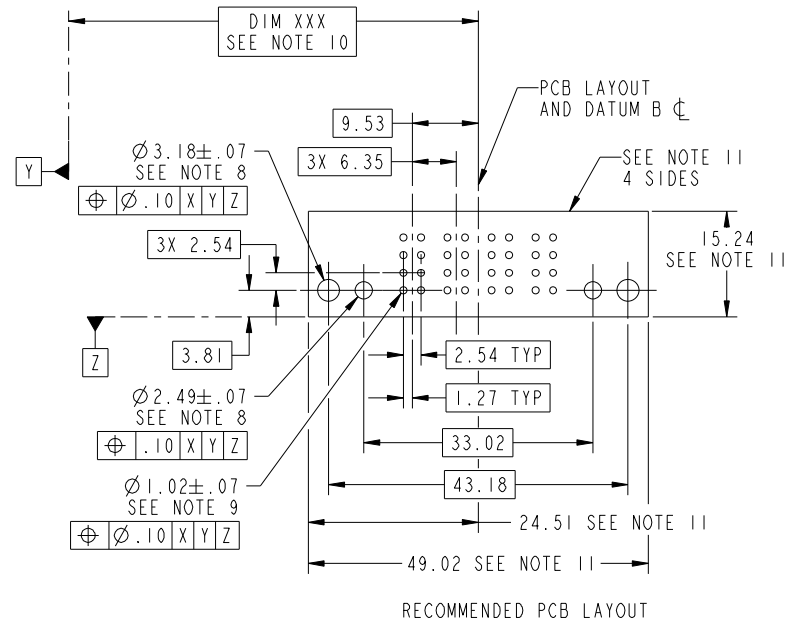 DIM XXX
SEE NOTE 10
PCB LAYOUT
AND DATUM B ℄
9.53
Ø3.18±.07
SEE NOTE 8
3X 6.35
SEE NOTE 11
4 SIDES
Y
⌖ Ø.10 X Y Z
3X 2.54
15.24
SEE NOTE 11
Z
3.81
2.54 TYP
Ø2.49±.07
SEE NOTE 8
1.27 TYP
⌖ .10 X Y Z
33.02
Ø1.02±.07
SEE NOTE 9
43.18
⌖ Ø.10 X Y Z
24.51 SEE NOTE 11
49.02 SEE NOTE 11
RECOMMENDED PCB LAYOUT